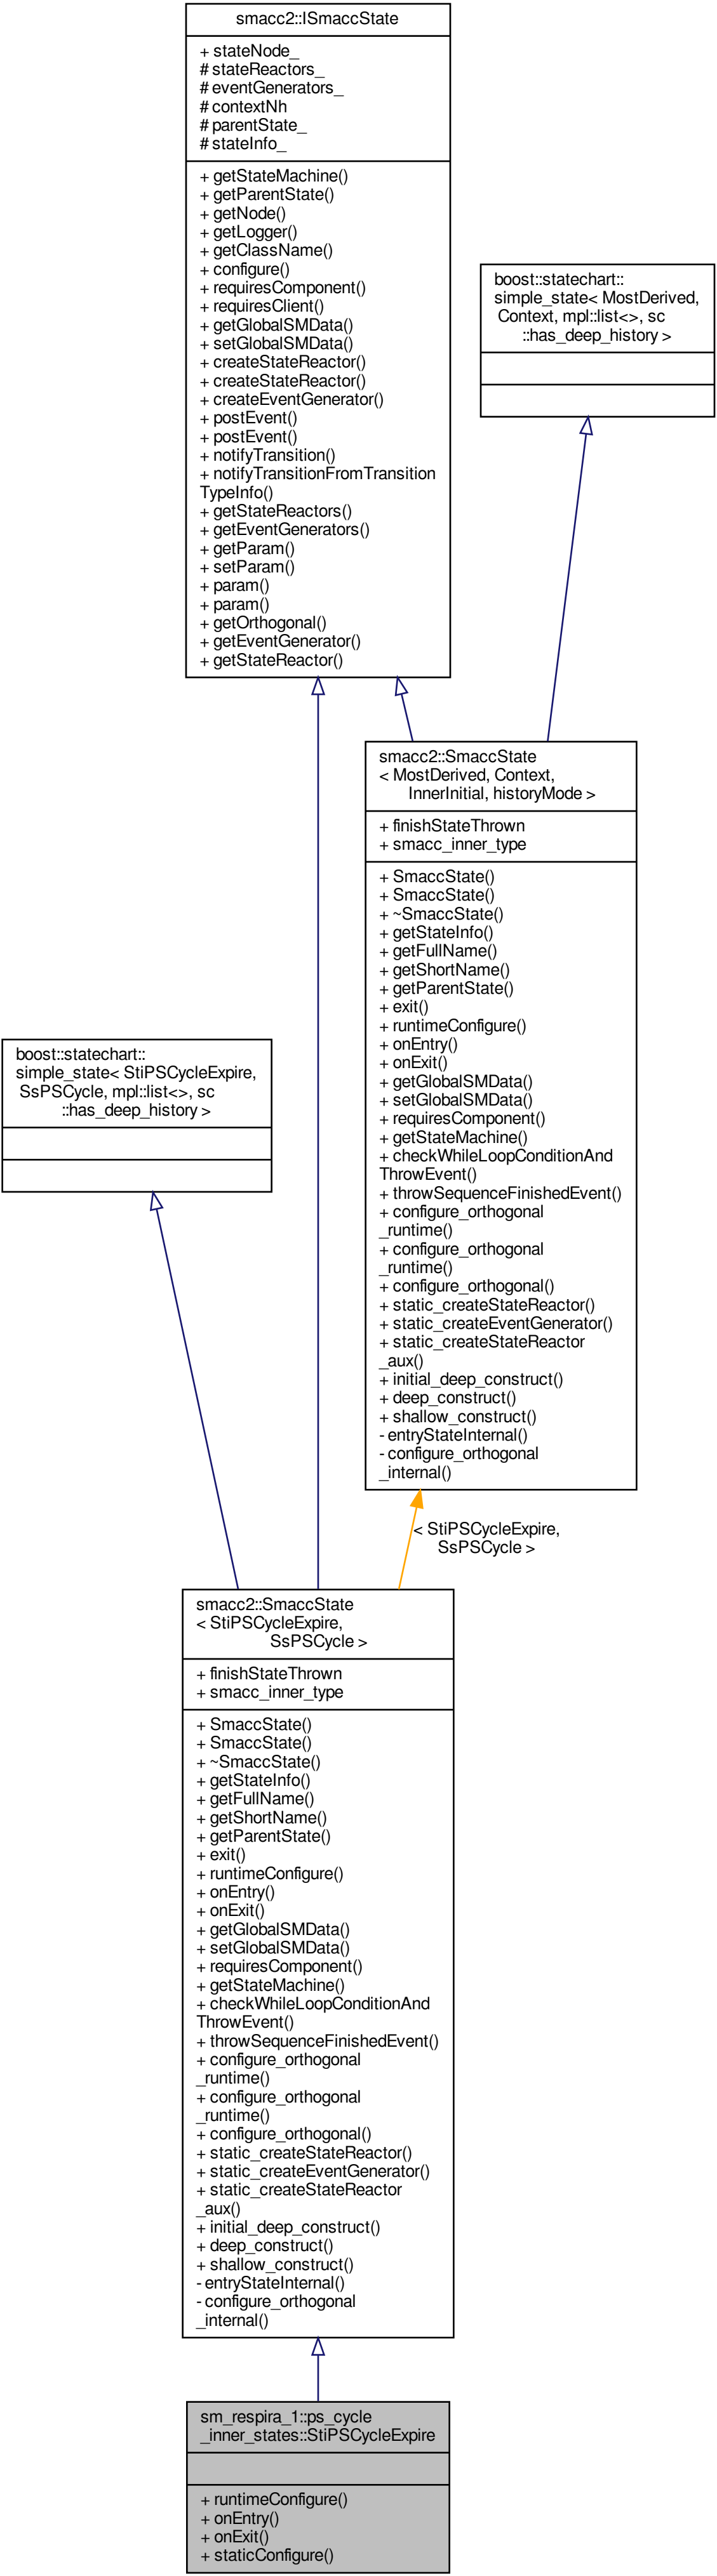 smacc2::ISmaccState
+ stateNode_
# stateReactors_
# eventGenerators_
# contextNh
# parentState_
# stateInfo_
+ getStateMachine()
+ getParentState()
+ getNode()
+ getLogger()
+ getClassName()
+ configure()
+ requiresComponent()
+ requiresClient()
+ getGlobalSMData()
+ setGlobalSMData()
+ createStateReactor()
+ createStateReactor()
+ createEventGenerator()
+ postEvent()
+ postEvent()
+ notifyTransition()
+ notifyTransitionFromTransition
TypeInfo()
+ getStateReactors()
+ getEventGenerators()
+ getParam()
+ setParam()
+ param()
+ param()
+ getOrthogonal()
+ getEventGenerator()
+ getStateReactor()
boost::statechart::
simple_state< MostDerived,
Context, mpl::list<>, sc
::has_deep_history >
smacc2::SmaccState
< MostDerived, Context,
InnerInitial, historyMode >
+ finishStateThrown
+ smacc_inner_type
+ SmaccState()
+ SmaccState()
+ ~SmaccState()
+ getStateInfo()
+ getFullName()
+ getShortName()
+ getParentState()
+ exit()
+ runtimeConfigure()
+ onEntry()
+ onExit()
+ getGlobalSMData()
+ setGlobalSMData()
+ requiresComponent()
+ getStateMachine()
+ checkWhileLoopConditionAnd
ThrowEvent()
+ throwSequenceFinishedEvent()
+ configure_orthogonal
_runtime()
+ configure_orthogonal
_runtime()
+ configure_orthogonal()
+ static_createStateReactor()
+ static_createEventGenerator()
+ static_createStateReactor
_aux()
+ initial_deep_construct()
+ deep_construct()
+ shallow_construct()
- entryStateInternal()
- configure_orthogonal
_internal()
boost::statechart::
simple_state< StiPSCycleExpire,
SsPSCycle, mpl::list<>, sc
::has_deep_history >
< StiPSCycleExpire,
SsPSCycle >
smacc2::SmaccState
< StiPSCycleExpire,
SsPSCycle >
+ finishStateThrown
+ smacc_inner_type
+ SmaccState()
+ SmaccState()
+ ~SmaccState()
+ getStateInfo()
+ getFullName()
+ getShortName()
+ getParentState()
+ exit()
+ runtimeConfigure()
+ onEntry()
+ onExit()
+ getGlobalSMData()
+ setGlobalSMData()
+ requiresComponent()
+ getStateMachine()
+ checkWhileLoopConditionAnd
ThrowEvent()
+ throwSequenceFinishedEvent()
+ configure_orthogonal
_runtime()
+ configure_orthogonal
_runtime()
+ configure_orthogonal()
+ static_createStateReactor()
+ static_createEventGenerator()
+ static_createStateReactor
_aux()
+ initial_deep_construct()
+ deep_construct()
+ shallow_construct()
- entryStateInternal()
- configure_orthogonal
_internal()
sm_respira_1::ps_cycle
_inner_states::StiPSCycleExpire
+ runtimeConfigure()
+ onEntry()
+ onExit()
+ staticConfigure()